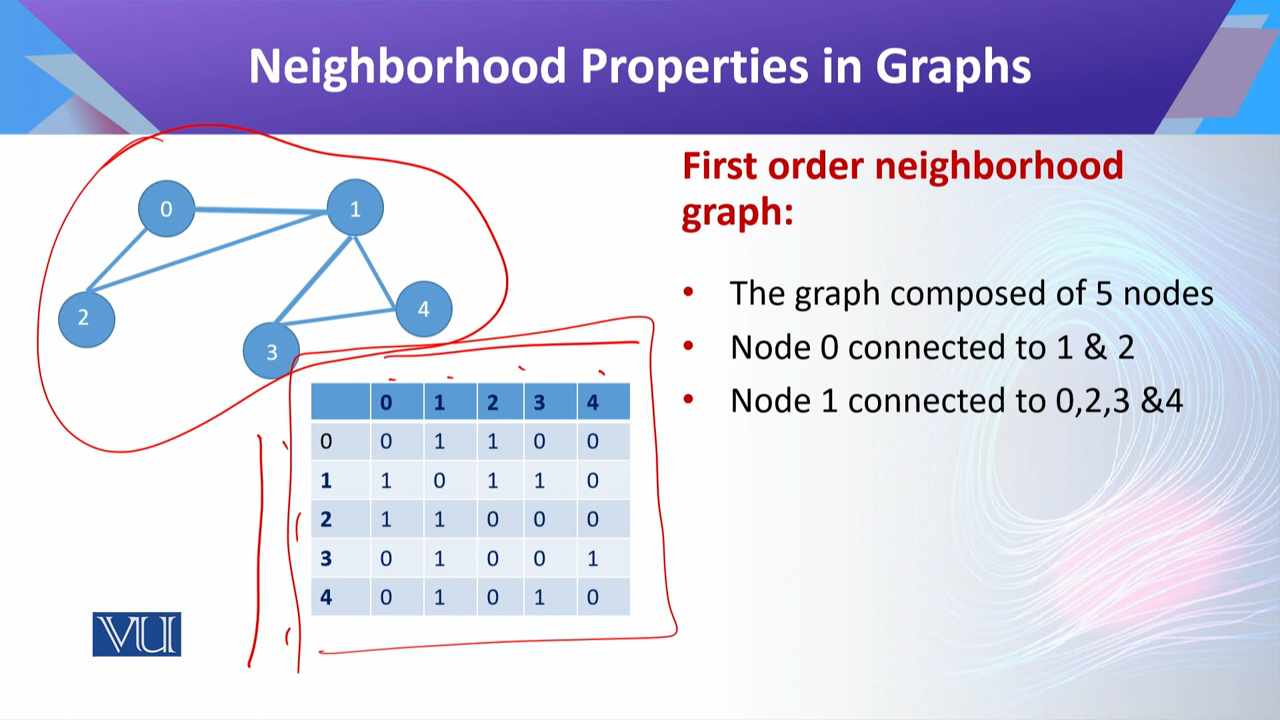 Neighborhood Properties in Graphs
0 1
2 4
3
0 1 2 3 4
0 0 1 1 0 0
1 1 0 1 1 0
2 1 1 0 0 0
3 0 1 0 0 1
4 0 1 0 1 0
VU
First order neighborhood
graph:
• The graph composed of 5 nodes
• Node 0 connected to 1 & 2
• Node 1 connected to 0,2,3 &4